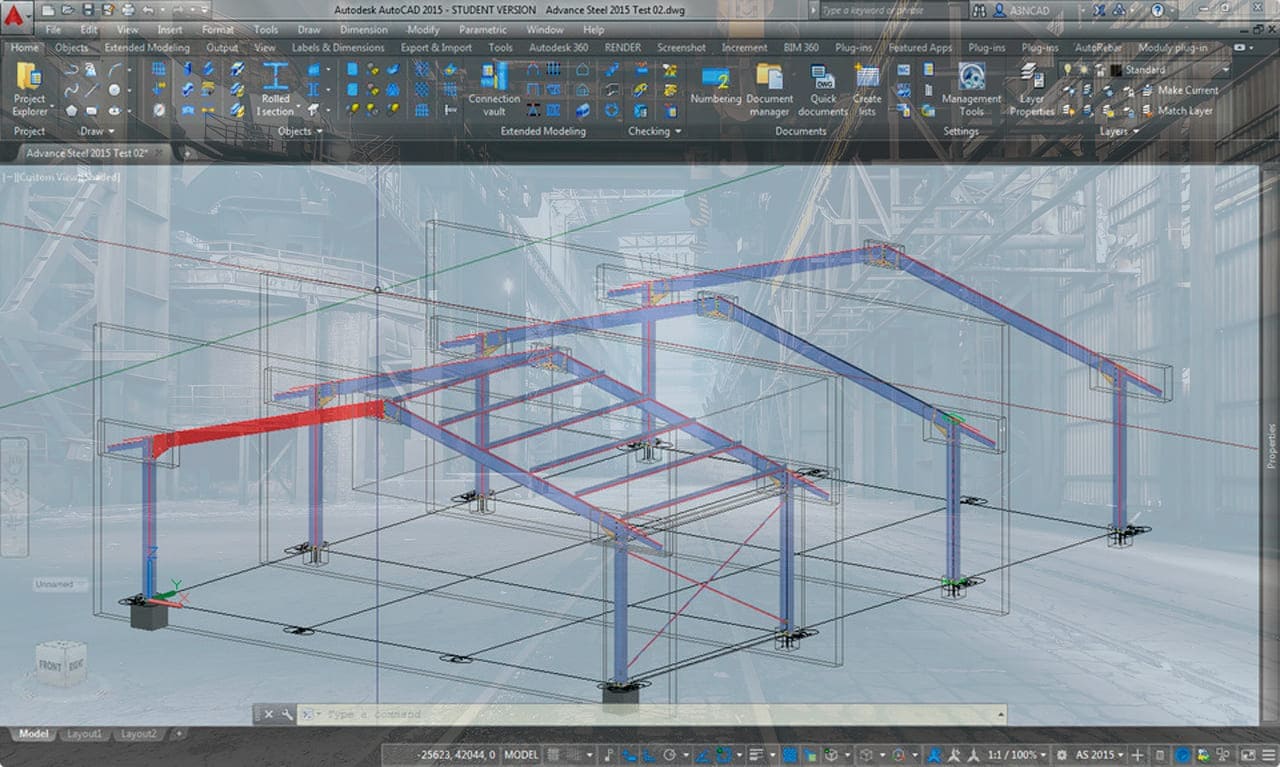 Autodesk AutoCAD 2015 - STUDENT VERSION Advance Steel 2015 Test 02.dwg
Type a keyword or phrase
A3NCAD
File Edit View Insert Format Tools Draw Dimension Modify Parametric Window Help
Home Objects Extended Modeling Output View Labels & Dimensions Export & Import Tools Autodesk 360 RENDER Screenshot Increment BIM 360 Plug-ins Featured Apps Plug-ins Plug-ins AutoRebar Moduly plug-in
Standard
Project Rolled Connection Numbering Document Quick Create Management Layer Make Current
Explorer I section vault manager documents lists Tools Properties Match Layer
Project Draw Objects Extended Modeling Checking Documents Settings Layers
Advance Steel 2015 Test 02*
[-][Custom View][Shaded]
Properties
Z
Y
X
Unnamed
FRONT RIGHT
Type a command
Model Layout1 Layout2 +
-25623, 42044, 0 MODEL 1:1 / 100% AS 2015